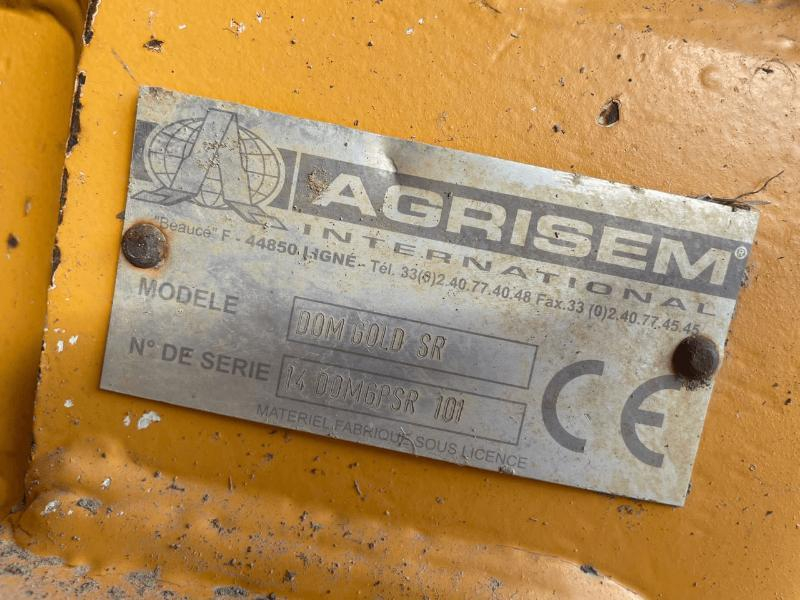 AGRISEM®
INTERNATIONAL
"Beauce" F - 44850 LIGNÉ - Tél. 33(0)2.40.77.40.48 Fax.33 (0)2.40.77.45.45
MODELE DOM GOLD SR
N° DE SERIE 14 DOMGPSR 101
MATERIEL FABRIQUE SOUS LICENCE
CE